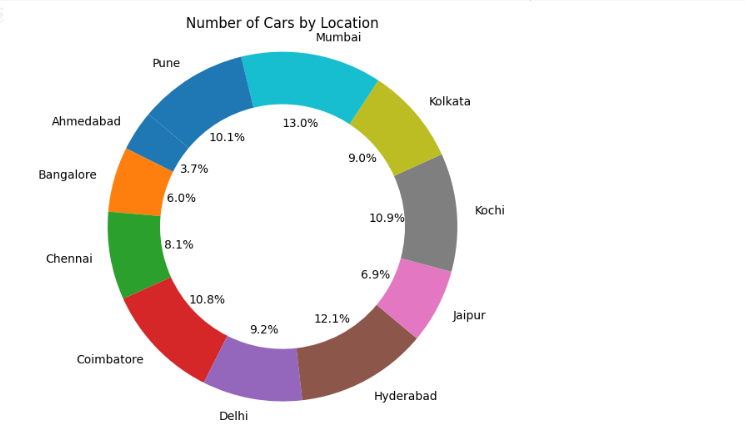 Number of Cars by Location
Mumbai
Pune
Kolkata
Ahmedabad
Bangalore
Kochi
Chennai
Jaipur
Coimbatore
Hyderabad
Delhi
13.0%
10.1%
9.0%
3.7%
6.0%
10.9%
8.1%
6.9%
10.8%
12.1%
9.2%